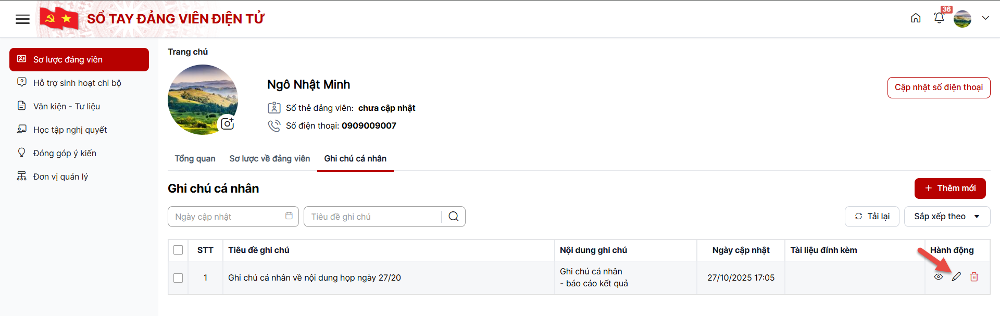 SỔ TAY ĐẢNG VIÊN ĐIỆN TỬ
36
Sơ lược đảng viên
Hỗ trợ sinh hoạt chi bộ
Văn kiện - Tư liệu
Học tập nghị quyết
Đóng góp ý kiến
Đơn vị quản lý
Trang chủ
Ngô Nhật Minh
Số thẻ đảng viên: chưa cập nhật
Số điện thoại: 0909009007
Cập nhật số điện thoại
Tổng quan Sơ lược về đảng viên Ghi chú cá nhân
Ghi chú cá nhân
+ Thêm mới
Ngày cập nhật Tiêu đề ghi chú Tải lại Sắp xếp theo
STT Tiêu đề ghi chú Nội dung ghi chú Ngày cập nhật Tài liệu đính kèm Hành động
1 Ghi chú cá nhân về nội dung họp ngày 27/20 Ghi chú cá nhân
- báo cáo kết quả 27/10/2025 17:05